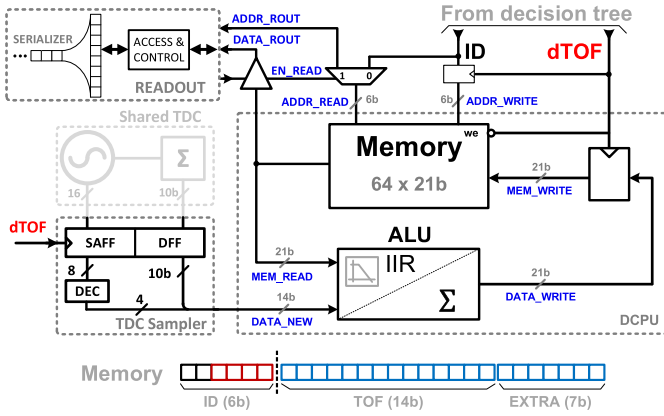 From decision tree
ADDR_ROUT
SERIALIZER
ACCESS &
CONTROL
DATA_ROUT
ID
dTOF
READOUT
EN_READ
1 0
ADDR_READ
6b
6b
ADDR_WRITE
Shared TDC
Σ
16
10b
Memory
we
64 x 21b
21b
MEM_WRITE
dTOF
SAFF
DFF
8
10b
DEC
4
TDC Sampler
ALU
21b
MEM_READ
IIR
Σ
14b
DATA_NEW
21b
DATA_WRITE
DCPU
Memory
ID (6b)
TOF (14b)
EXTRA (7b)